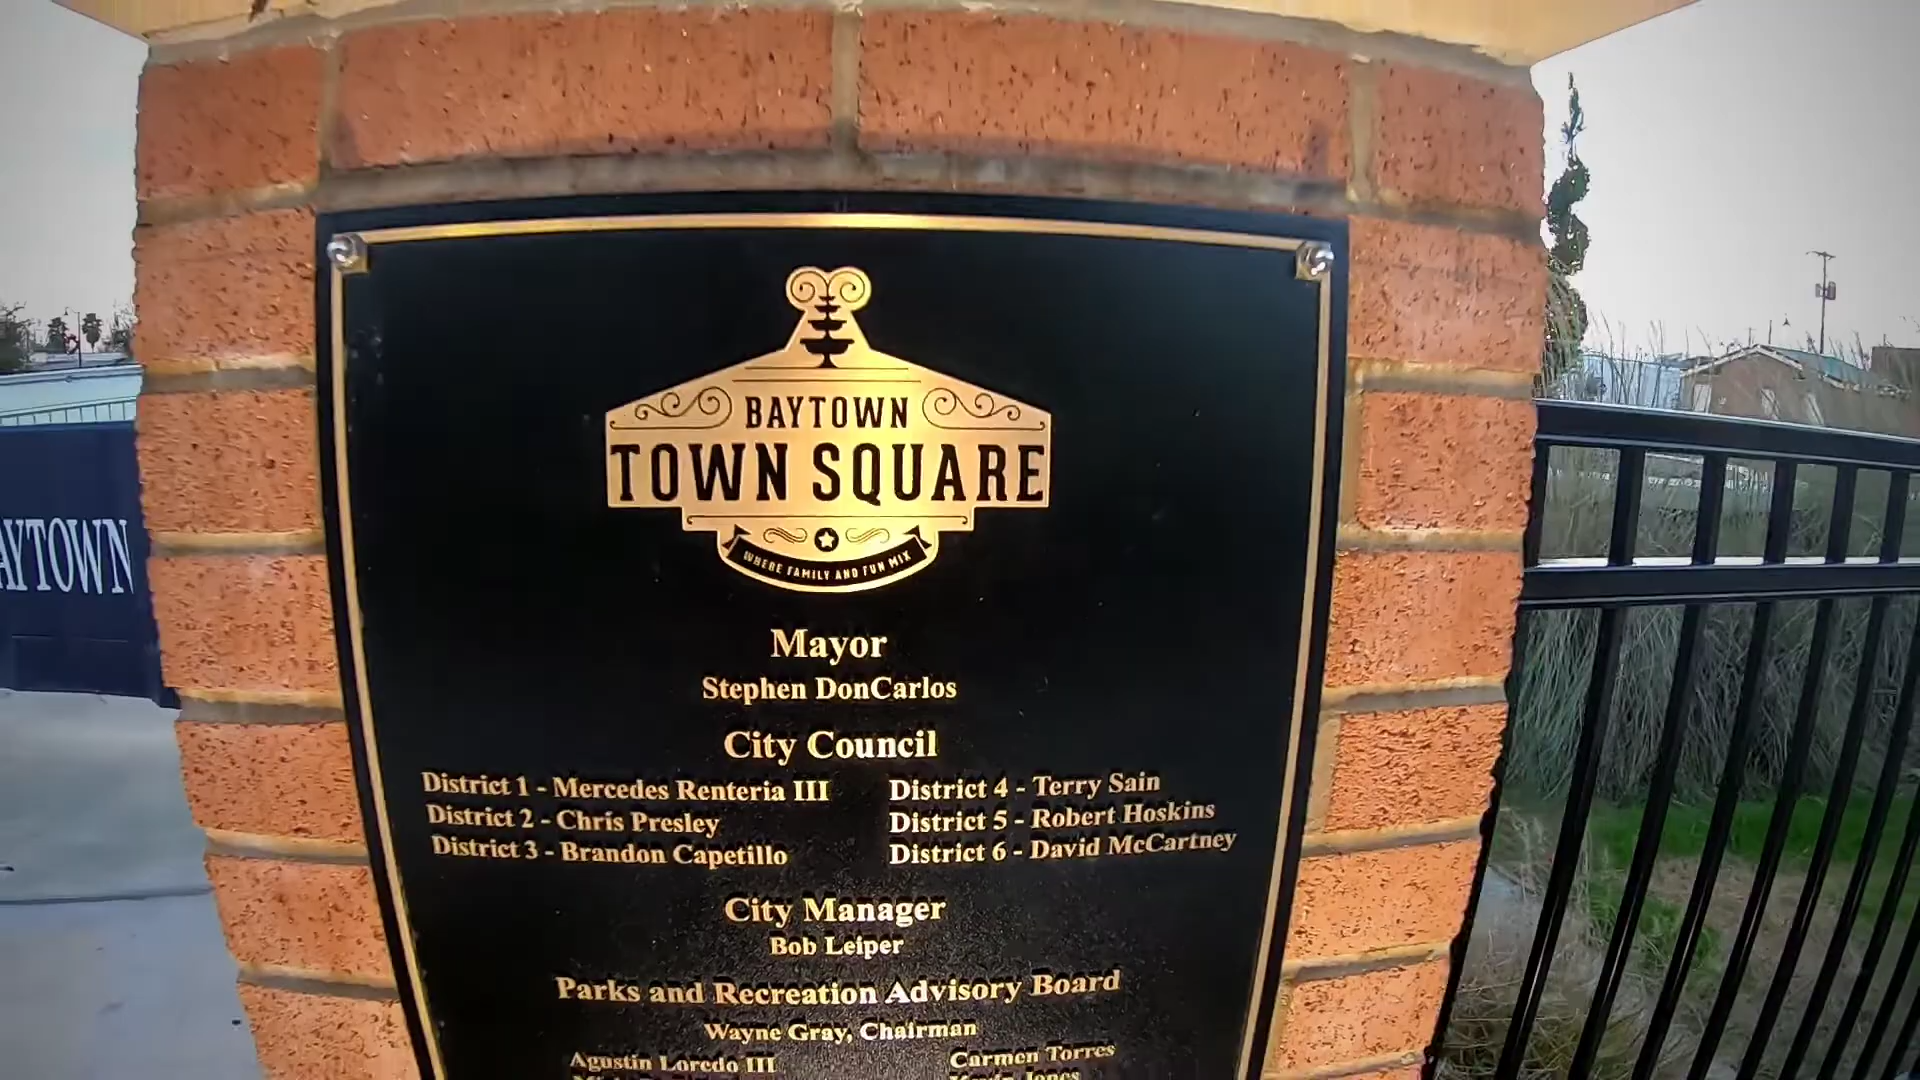 BAYTOWN
TOWN SQUARE
WHERE FAMILY AND FUN MIX
Mayor
Stephen DonCarlos
City Council
District 1 - Mercedes Renteria III
District 2 - Chris Presley
District 3 - Brandon Capetillo
District 4 - Terry Sain
District 5 - Robert Hoskins
District 6 - David McCartney
City Manager
Bob Leiper
Parks and Recreation Advisory Board
Wayne Gray, Chairman
Agustin Loredo III
Carmen Torres
Jones
AYTOWN